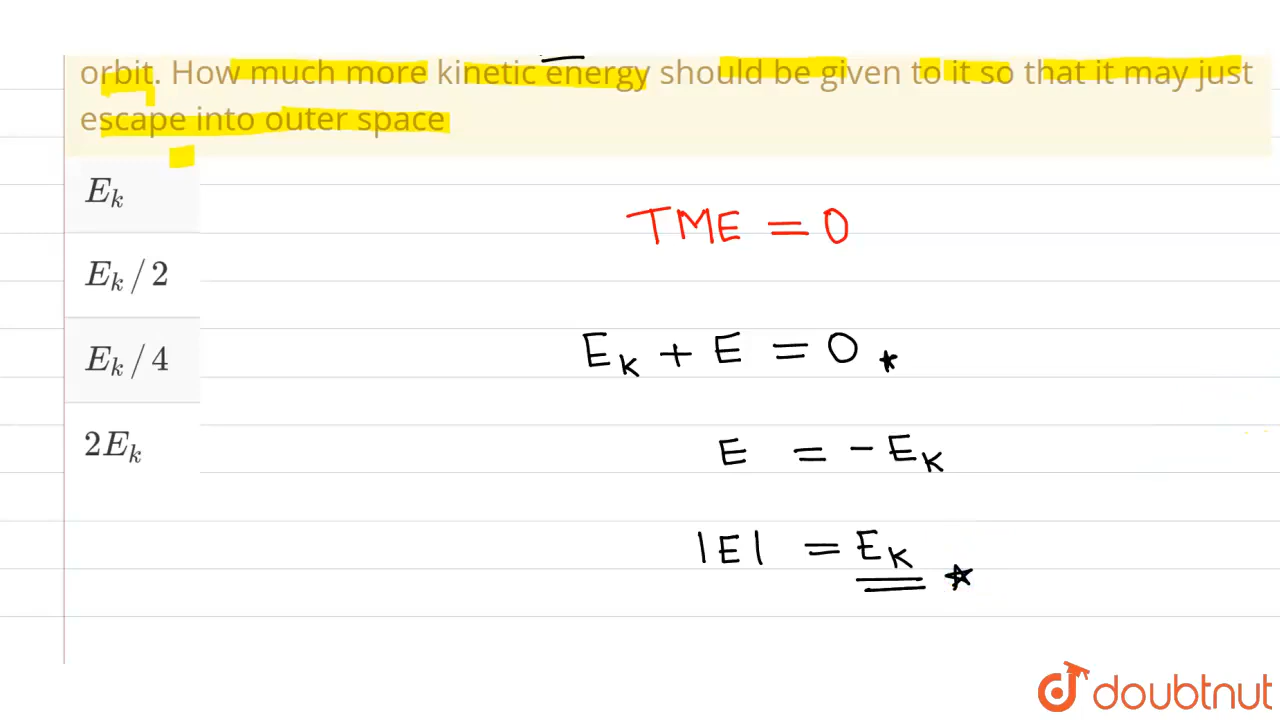 orbit. How much more kinetic energy should be given to it so that it may just
escape into outer space
E_k
E_k / 2
E_k / 4
2E_k
TME = 0
E_K + E = 0 *
E = - E_K
|E| = E_K ☆
doubtnut